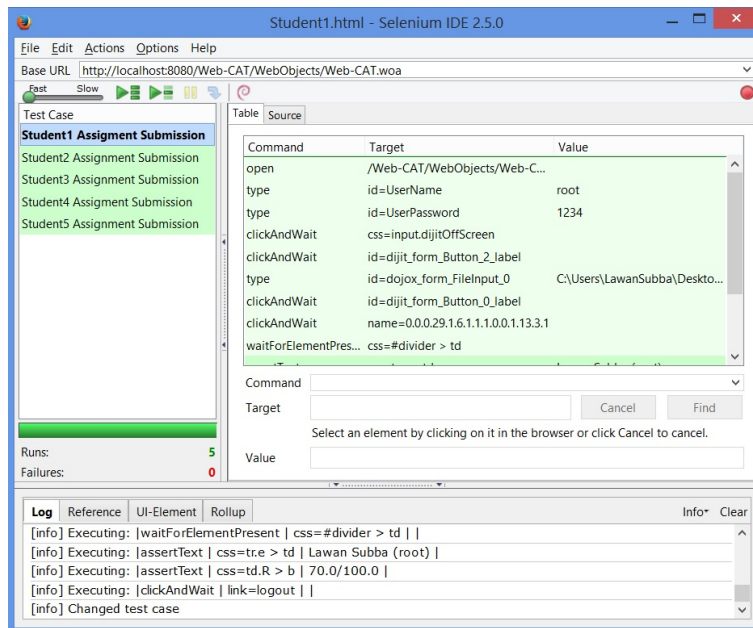 Student1.html - Selenium IDE 2.5.0
File Edit Actions Options Help
Base URL http://localhost:8080/Web-CAT/WebObjects/Web-CAT.woa
Fast Slow
Test Case
Student1 Assigment Submission
Student2 Assignment Submission
Student3 Assignment Submission
Student4 Assigment Submission
Student5 Assignment Submission
Runs: 5
Failures: 0
Table Source
Command Target Value
open /Web-CAT/WebObjects/Web-C...
type id=UserName root
type id=UserPassword 1234
clickAndWait css=input.dijitOffScreen
clickAndWait id=dijit_form_Button_2_label
type id=dojox_form_FileInput_0 C:\Users\LawanSubba\Deskto...
clickAndWait id=dijit_form_Button_0_label
clickAndWait name=0.0.0.29.1.6.1.1.1.0.0.1.13.3.1
waitForElementPres... css=#divider > td
Command
Target Cancel Find
Select an element by clicking on it in the browser or click Cancel to cancel.
Value
Log Reference UI-Element Rollup Info Clear
[info] Executing: |waitForElementPresent | css=#divider > td | |
[info] Executing: |assertText | css=tr.e > td | Lawan Subba (root) |
[info] Executing: |assertText | css=td.R > b | 70.0/100.0 |
[info] Executing: |clickAndWait | link=logout | |
[info] Changed test case